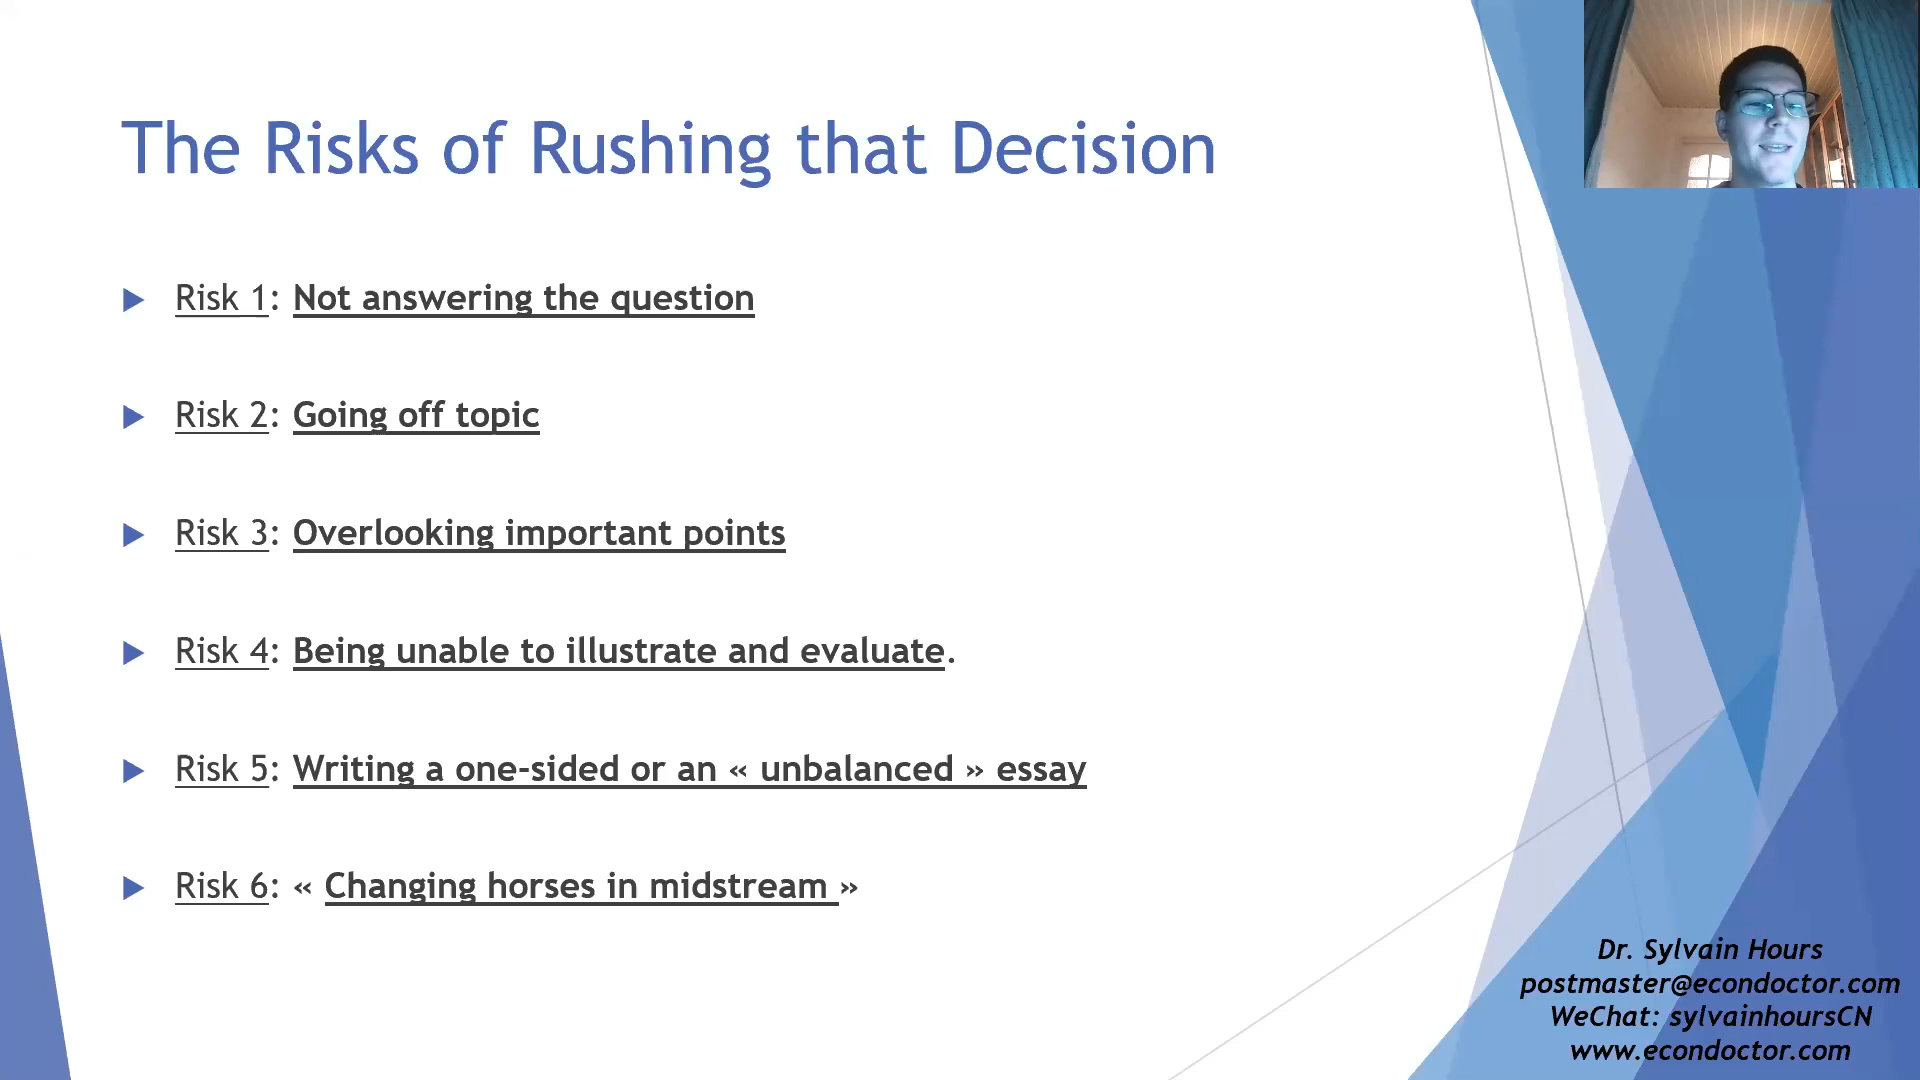 The Risks of Rushing that Decision
Risk 1: Not answering the question
Risk 2: Going off topic
Risk 3: Overlooking important points
Risk 4: Being unable to illustrate and evaluate.
Risk 5: Writing a one-sided or an « unbalanced » essay
Risk 6: « Changing horses in midstream »
Dr. Sylvain Hours
postmaster@econdoctor.com
WeChat: sylvainhoursCN
www.econdoctor.com